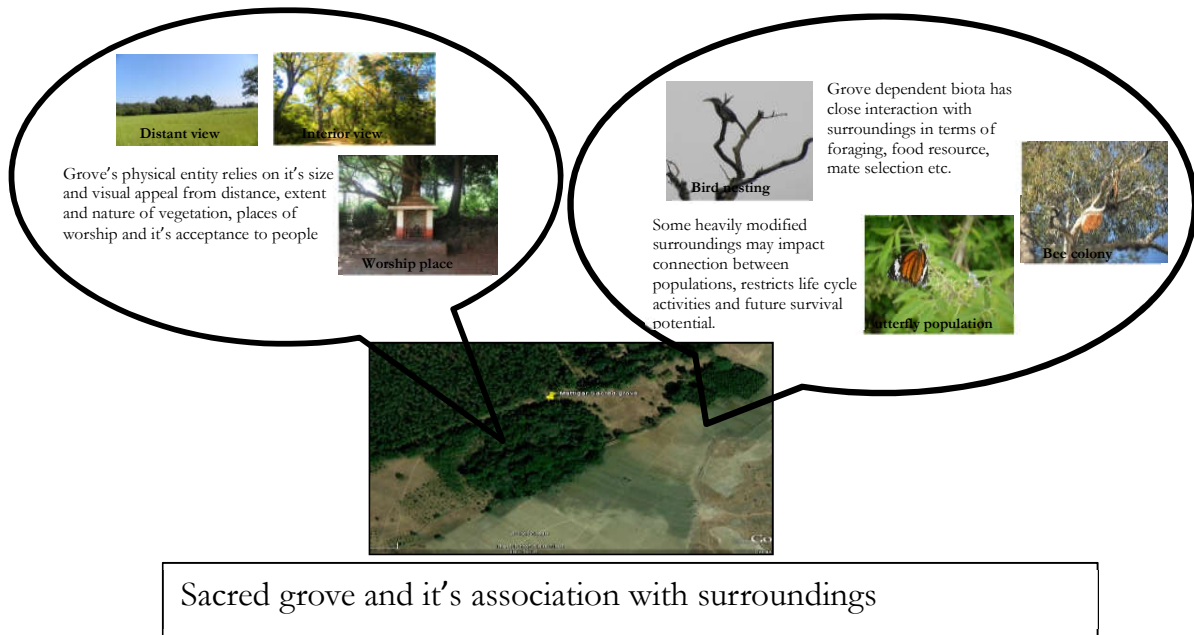 Distant view
Interior view
Grove's physical entity relies on it's size
and visual appeal from distance, extent
and nature of vegetation, places of
worship and it's acceptance to people
Worship place
Bird nesting
Grove dependent biota has
close interaction with
surroundings in terms of
foraging, food resource,
mate selection etc.
Bee colony
Some heavily modified
surroundings may impact
connection between
populations, restricts life cycle
activities and future survival
potential.
Butterfly population
sacred grove
Go
Sacred grove and it's association with surroundings